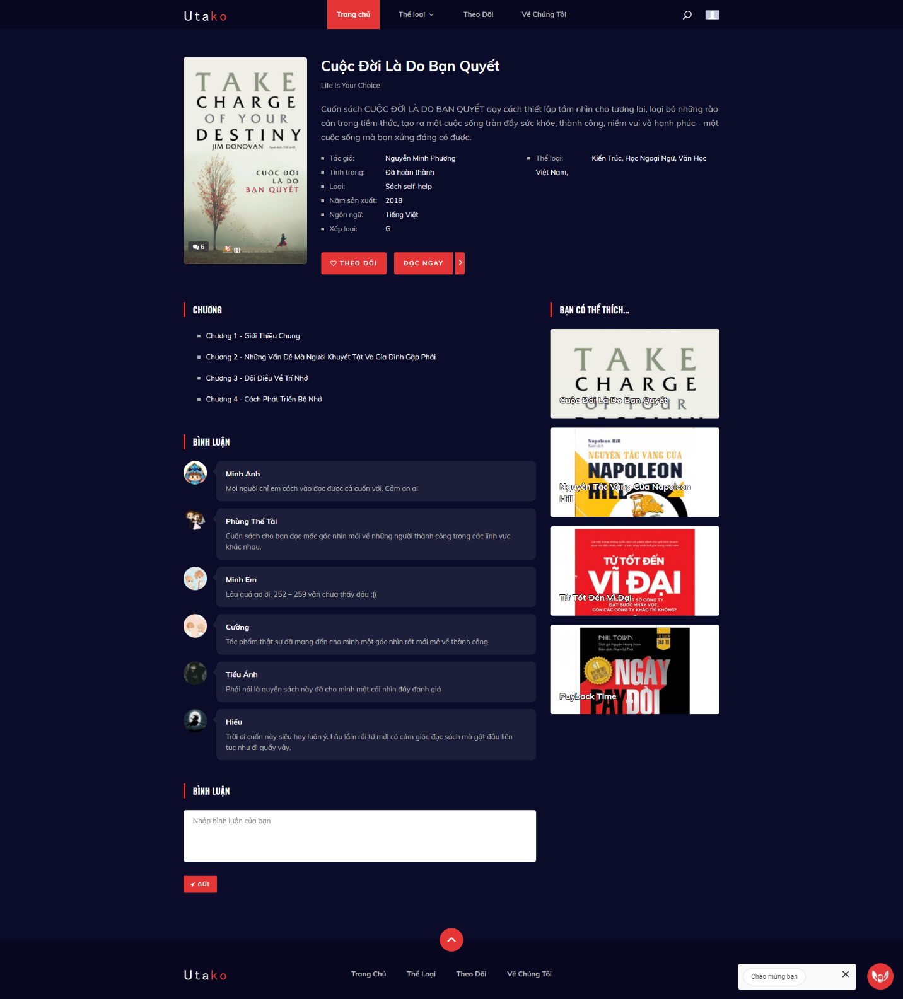 Utako
Trang chủ
Thể loại
Theo Dõi
Về Chúng Tôi
TAKE
CHARGE
OF YOUR
DESTINY
JIM DONOVAN
CUỘC ĐỜI
LÀ DO
BẠN QUYẾT
6
Cuộc Đời Là Do Bạn Quyết
Life Is Your Choice
Cuốn sách CUỘC ĐỜI LÀ DO BẠN QUYẾT dạy cách thiết lập tầm nhìn cho tương lai, loại bỏ những rào
cản trong tiềm thức, tạo ra một cuộc sống tràn đầy sức khỏe, thành công, niềm vui và hạnh phúc - một
cuộc sống mà bạn xứng đáng có được.
Tác giả: Nguyễn Minh Phương
Tình trạng: Đã hoàn thành
Loại: Sách self-help
Năm sản xuất: 2018
Ngôn ngữ: Tiếng Việt
Xếp loại: G
Thể loại: Kiến Trúc, Học Ngoại Ngữ, Văn Học
Việt Nam,
THEO DÕI
ĐỌC NGAY
CHƯƠNG
Chương 1 - Giới Thiệu Chung
Chương 2 - Những Vấn Đề Mà Người Khuyết Tật Và Gia Đình Gặp Phải
Chương 3 - Đôi Điều Về Trí Nhớ
Chương 4 - Cách Phát Triển Bộ Nhớ
BÌNH LUẬN
Minh Anh
Mọi người chỉ em cách vào đọc được cả cuốn với. Cảm ơn ạ!
Phùng Thế Tài
Cuốn sách cho bạn đọc mốc góc nhìn mới về những người thành công trong các lĩnh vực
khác nhau.
Minh Em
Lâu quá ad ơi, 252 – 259 vẫn chưa thấy đâu :((
Cường
Tác phẩm thật sự đã mang đến cho mình một góc nhìn rất mới mẻ về thành công
Tiểu Ánh
Phải nói là quyển sách này đã cho mình một cái nhìn đầy đánh giá
Hiếu
Trời ơi cuốn này siêu hay luôn ý. Lâu lắm rồi tớ mới có cảm giác đọc sách mà gật đầu liên
tục như đi quẩy vậy.
BÌNH LUẬN
Nhập bình luận của bạn
GỬI
BẠN CÓ THỂ THÍCH...
TAKE
CHARGE
OF YOUR
DESTINY
Cuộc Đời Là Do Bạn Quyết
Napoleon Hill
NGUYÊN TẮC VÀNG CỦA
NAPOLEON
HILL
Nguyên Tắc Vàng Của Napoleon
Hill
TỪ TỐT ĐẾN
VĨ ĐẠI
SỐ CÔNG TY
ĐẠT BƯỚC NHẢY VỌT...
CÒN CÁC CÔNG TY KHÁC THÌ KHÔNG?
Từ Tốt Đến Vĩ Đại
PHIL TOWN
TỦ SÁCH
ĐẦU TƯ
#1
NGÀY
ĐÒI
PAY
Payback Time
Utako
Trang Chủ
Thể Loại
Theo Dõi
Về Chúng Tôi
Chào mừng bạn